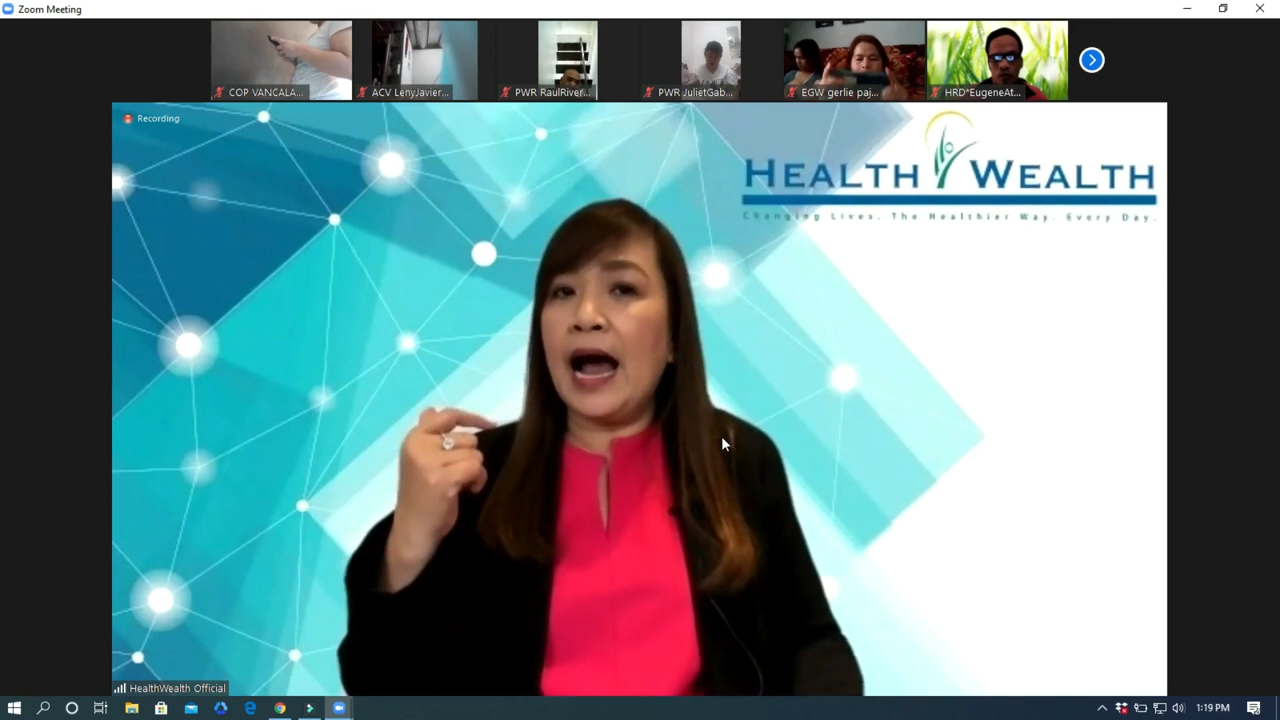 Zoom Meeting
COP VANCALA...
ACV LenyJavier...
PWR RaulRiver...
PWR JulietGab...
EGW gerlie paj...
HRD*EugeneAt...
Recording
HEALTH WEALTH
Changing Lives. The Healthier Way. Every Day.
HealthWealth Official
1:19 PM